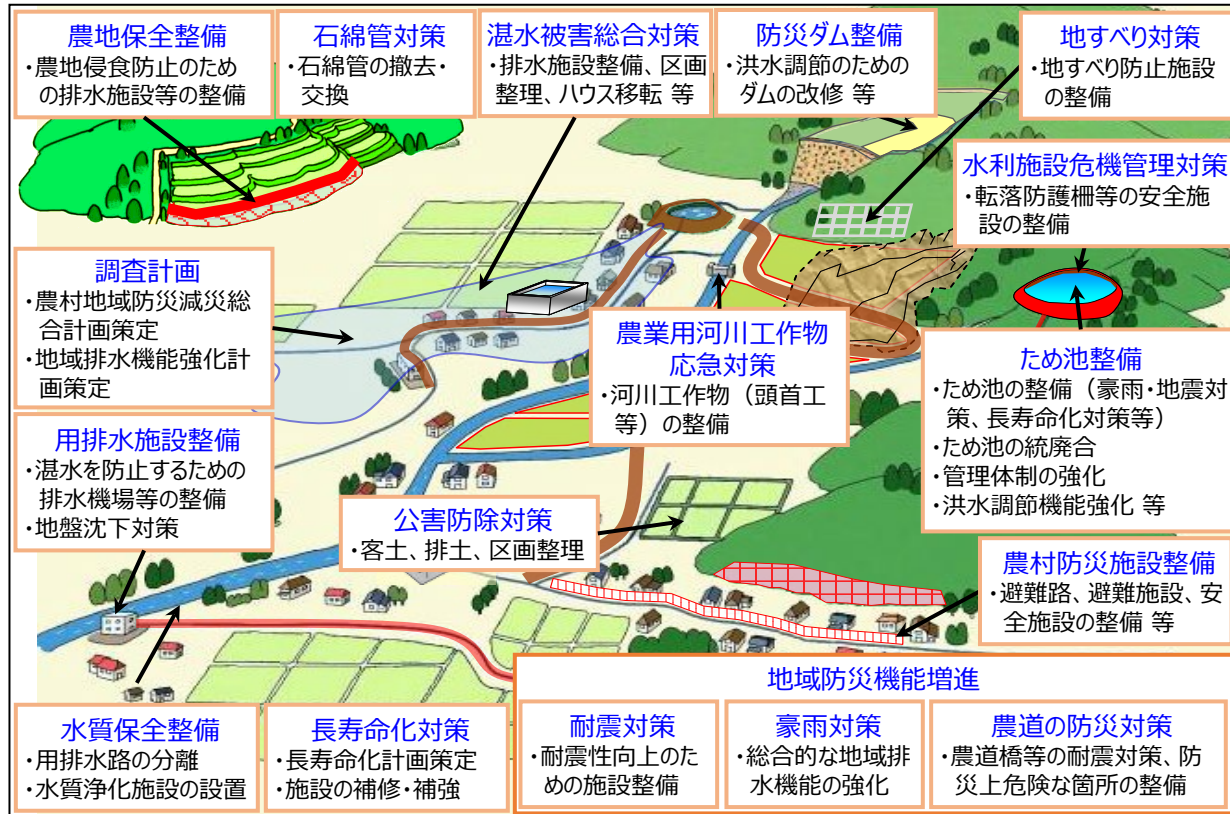 農地保全整備
・農地侵食防止のため
の排水施設等の整備
石綿管対策
・石綿管の撤去・
交換
湛水被害総合対策
・排水施設整備、区画
整理、ハウス移転 等
防災ダム整備
・洪水調節のための
ダムの改修 等
地すべり対策
・地すべり防止施設
の整備
水利施設危機管理対策
・転落防護柵等の安全施
設の整備
調査計画
・農村地域防災減災総
合計画策定
・地域排水機能強化計
画策定
農業用河川工作物
応急対策
・河川工作物（頭首工
等）の整備
ため池整備
・ため池の整備（豪雨・地震対
策、長寿命化対策等）
・ため池の統廃合
・管理体制の強化
・洪水調節機能強化 等
用排水施設整備
・湛水を防止するための
排水機場等の整備
・地盤沈下対策
公害防除対策
・客土、排土、区画整理
農村防災施設整備
・避難路、避難施設、安
全施設の整備 等
水質保全整備
・用排水路の分離
・水質浄化施設の設置
長寿命化対策
・長寿命化計画策定
・施設の補修・補強
地域防災機能増進
耐震対策
・耐震性向上のた
めの施設整備
豪雨対策
・総合的な地域排
水機能の強化
農道の防災対策
・農道橋等の耐震対策、防
災上危険な箇所の整備